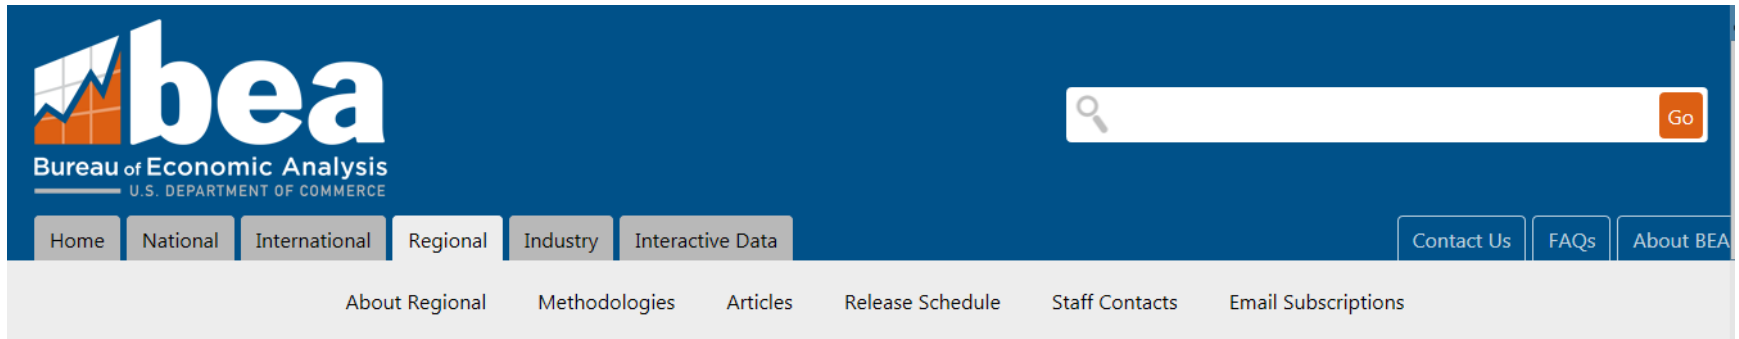 bea
Bureau of Economic Analysis
U.S. DEPARTMENT OF COMMERCE
Go
Home National International Regional Industry Interactive Data Contact Us FAQs About BEA
About Regional Methodologies Articles Release Schedule Staff Contacts Email Subscriptions